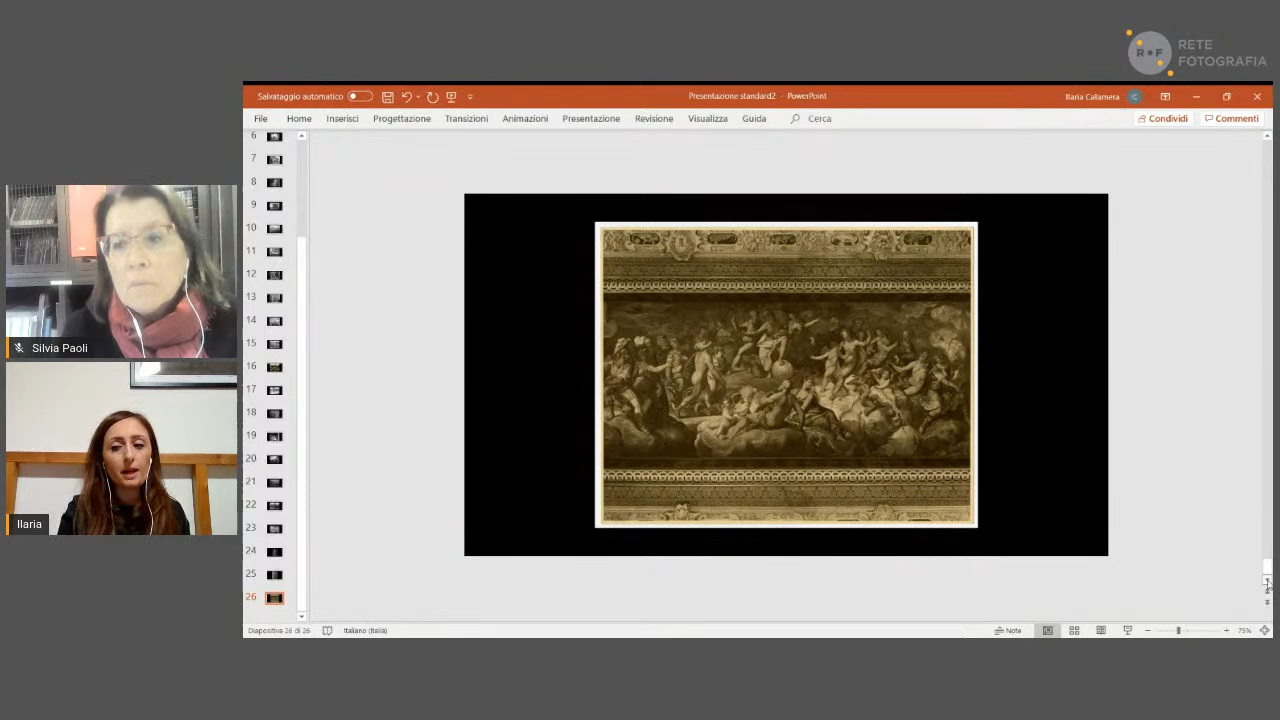 R●F
RETE
FOTOGRAFIA
Salvataggio automatico
Presentazione standard2 - PowerPoint
Ilaria Calamera
File Home Inserisci Progettazione Transizioni Animazioni Presentazione Revisione Visualizza Guida Cerca
Condividi Commenti
6
7
8
9
10
11
12
13
14
15
16
17
18
19
20
21
22
23
24
25
26
Silvia Paoli
Ilaria
Diapositiva 26 di 26 Italiano (Italia)
Note
75%